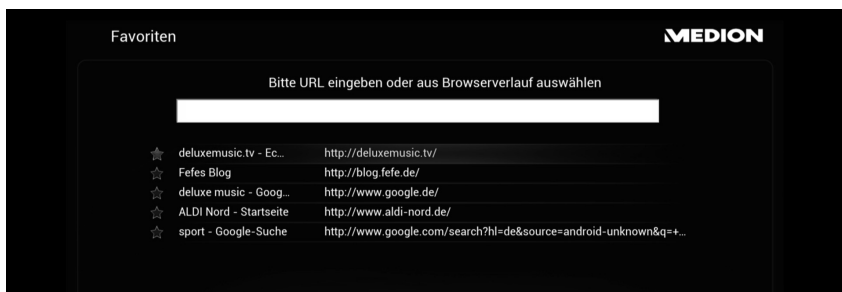 Favoriten
MEDION
Bitte URL eingeben oder aus Browserverlauf auswählen
deluxemusic.tv - Ec... http://deluxemusic.tv/
Fefes Blog http://blog.fefe.de/
deluxe music - Goog... http://www.google.de/
ALDI Nord - Startseite http://www.aldi-nord.de/
sport - Google-Suche http://www.google.com/search?hl=de&source=android-unknown&q=+...